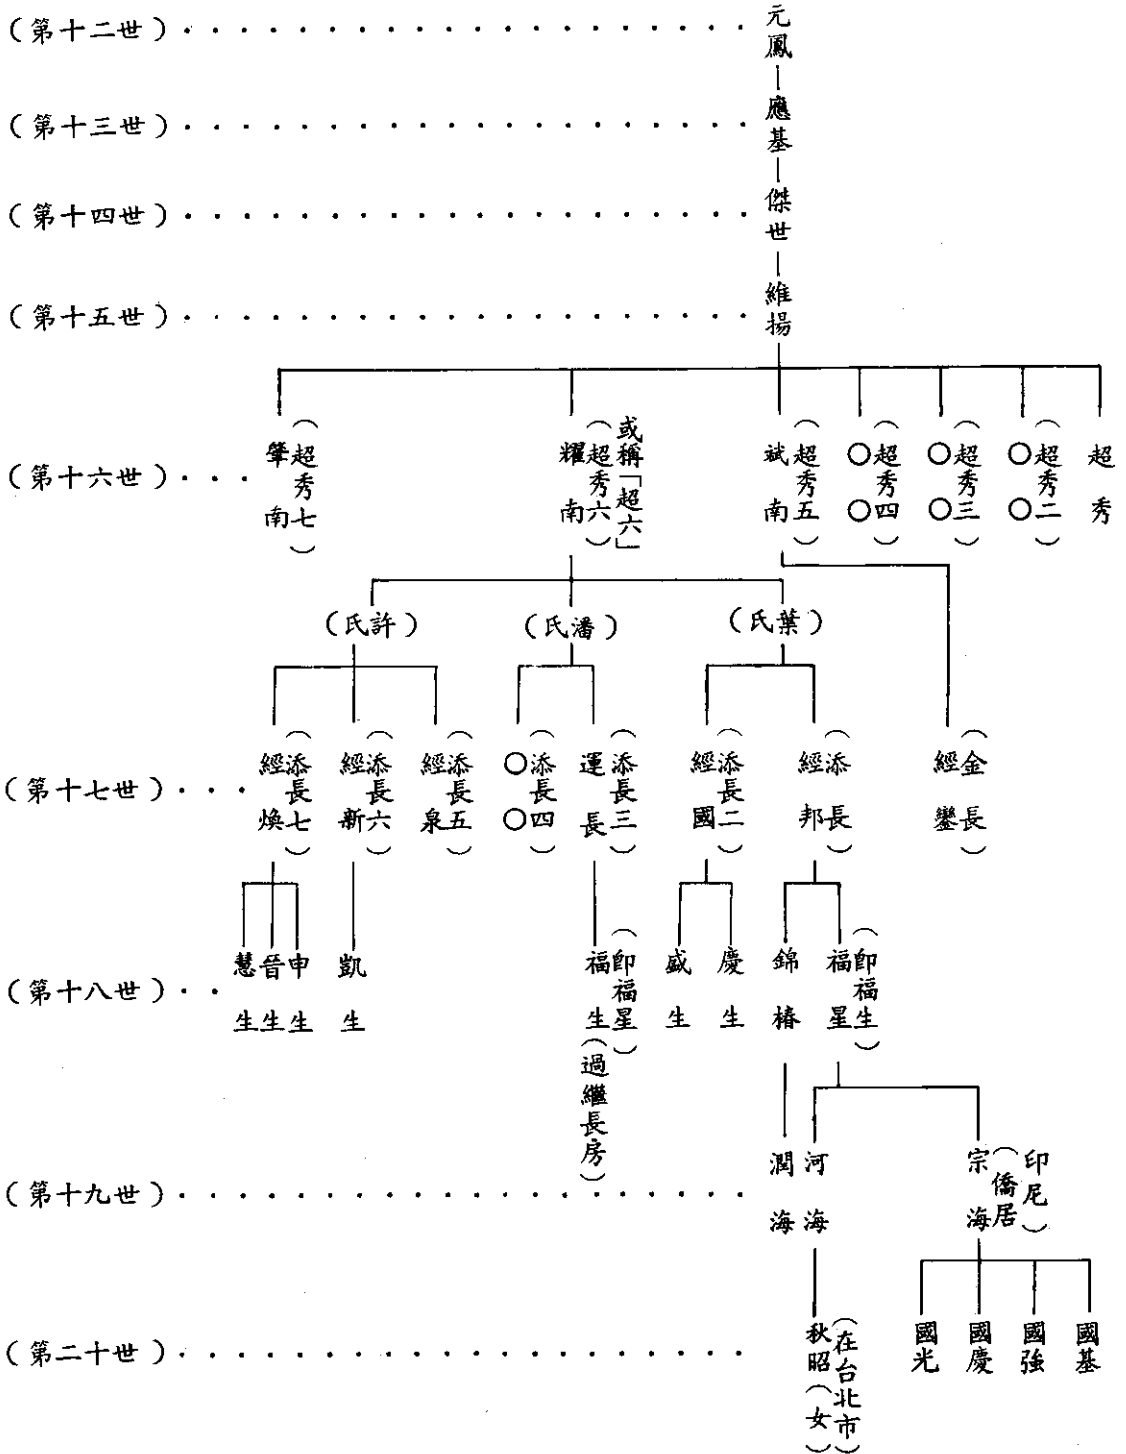 （第十二世）元鳳
（第十三世）應基
（第十四世）傑世
（第十五世）維揚
（第十六世）
超秀
（超秀二）○○
（超秀三）○○
（超秀四）○○
（超秀五）斌南
或稱「超六」
（超秀六）耀南
（超秀七）肇南
（葉氏）
（潘氏）
（許氏）
（第十七世）
（金長）經鑾
（添長）經邦
（添長二）經國
（添長三）運長
（添長四）○○
（添長五）經泉
（添長六）經新
（添長七）經煥
（第十八世）
（即福生）福星
錦椿
慶生
盛生
（即福星）福生（過繼長房）
凱生
申生
晉生
慧生
（第十九世）
（僑居印尼）宗海
河海
潤海
（第二十世）
國基
國強
國慶
國光
（在台北市）秋昭（女）